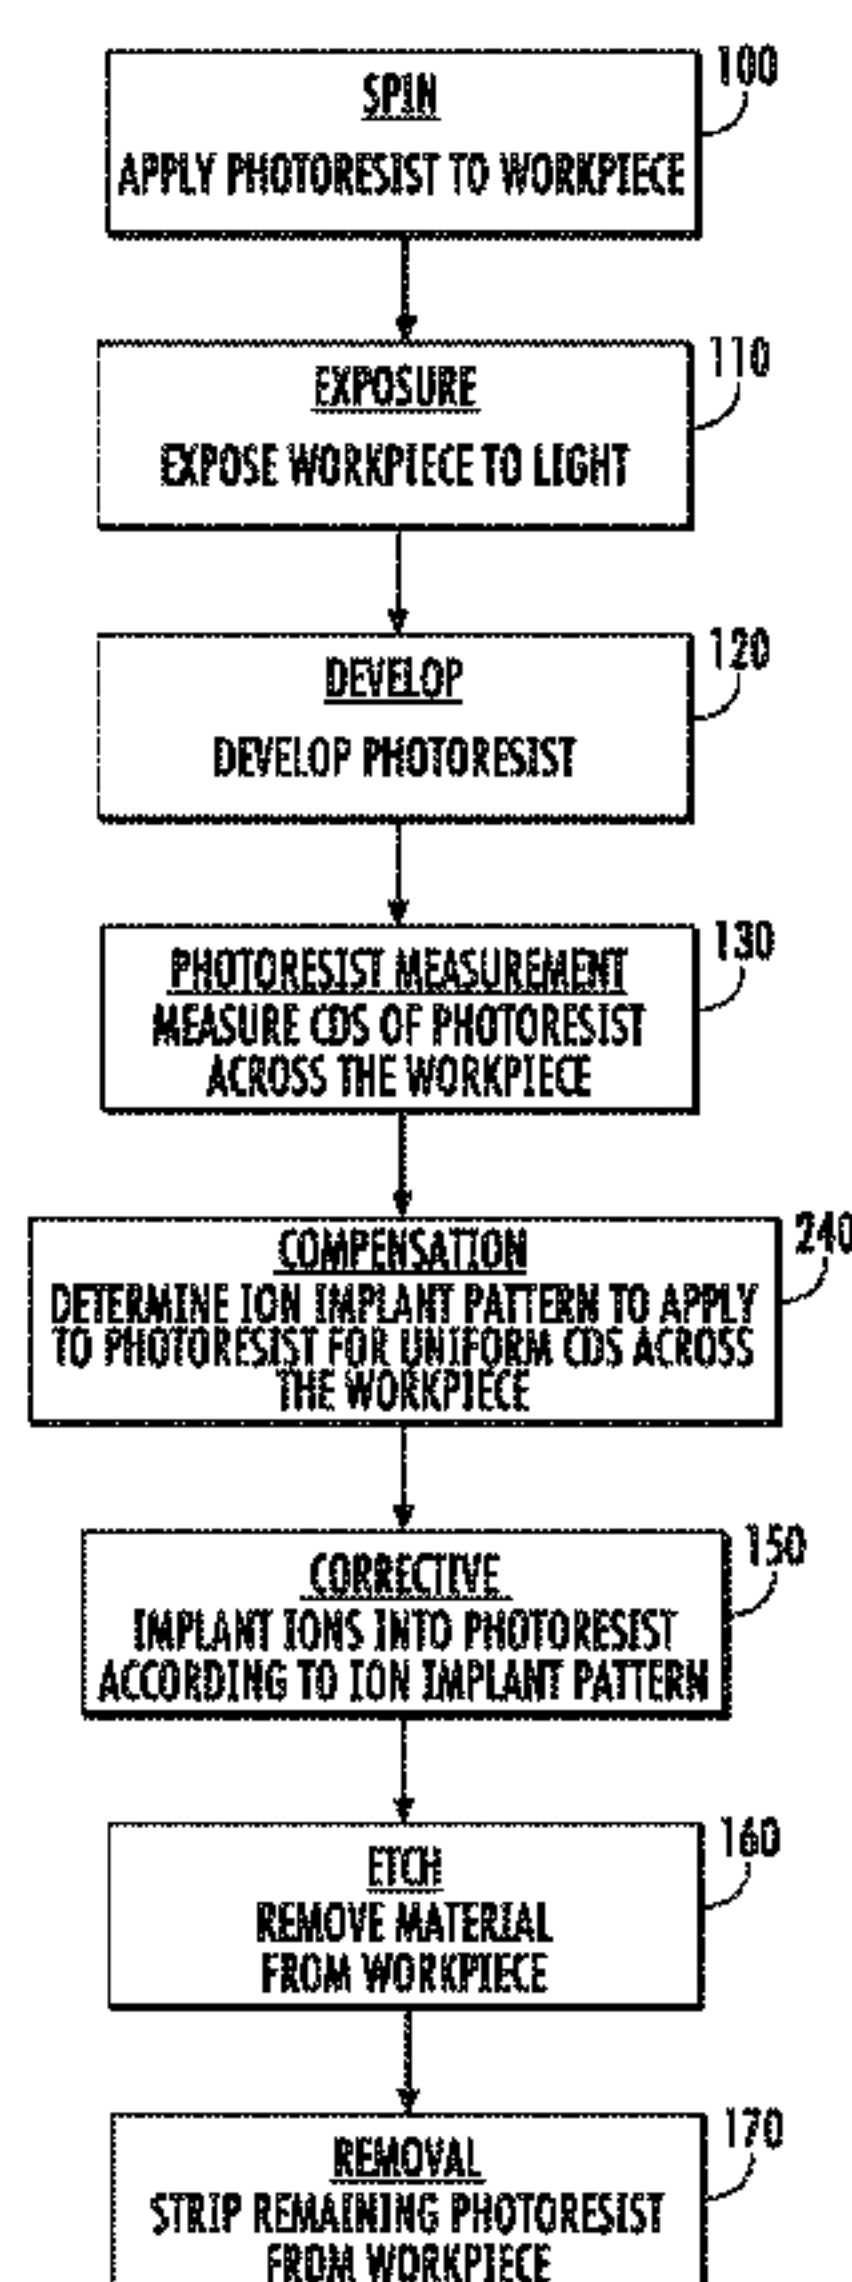 100
SPIN
APPLY PHOTORESIST TO WORKPIECE
110
EXPOSURE
EXPOSE WORKPIECE TO LIGHT
120
DEVELOP
DEVELOP PHOTORESIST
130
PHOTORESIST MEASUREMENT
MEASURE CDS OF PHOTORESIST
ACROSS THE WORKPIECE
240
COMPENSATION
DETERMINE ION IMPLANT PATTERN TO APPLY
TO PHOTORESIST FOR UNIFORM CDS ACROSS
THE WORKPIECE
150
CORRECTIVE
IMPLANT IONS INTO PHOTORESIST
ACCORDING TO ION IMPLANT PATTERN
160
ETCH
REMOVE MATERIAL
FROM WORKPIECE
170
REMOVAL
STRIP REMAINING PHOTORESIST
FROM WORKPIECE